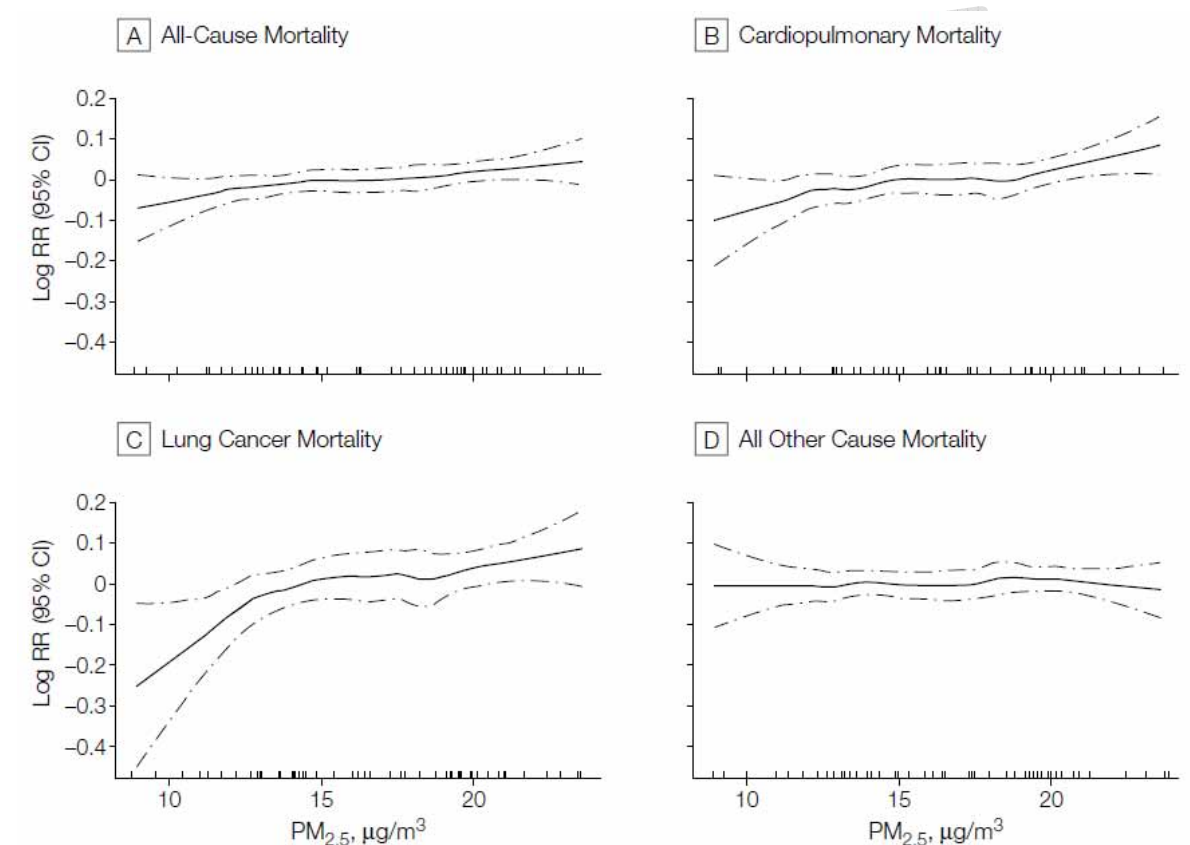 A All-Cause Mortality
B Cardiopulmonary Mortality
Log RR (95% CI)
0.2
0.1
0
–0.1
–0.2
–0.3
–0.4
C Lung Cancer Mortality
D All Other Cause Mortality
Log RR (95% CI)
0.2
0.1
0
–0.1
–0.2
–0.3
–0.4
10 15 20
10 15 20
PM2.5, μg/m3
PM2.5, μg/m3